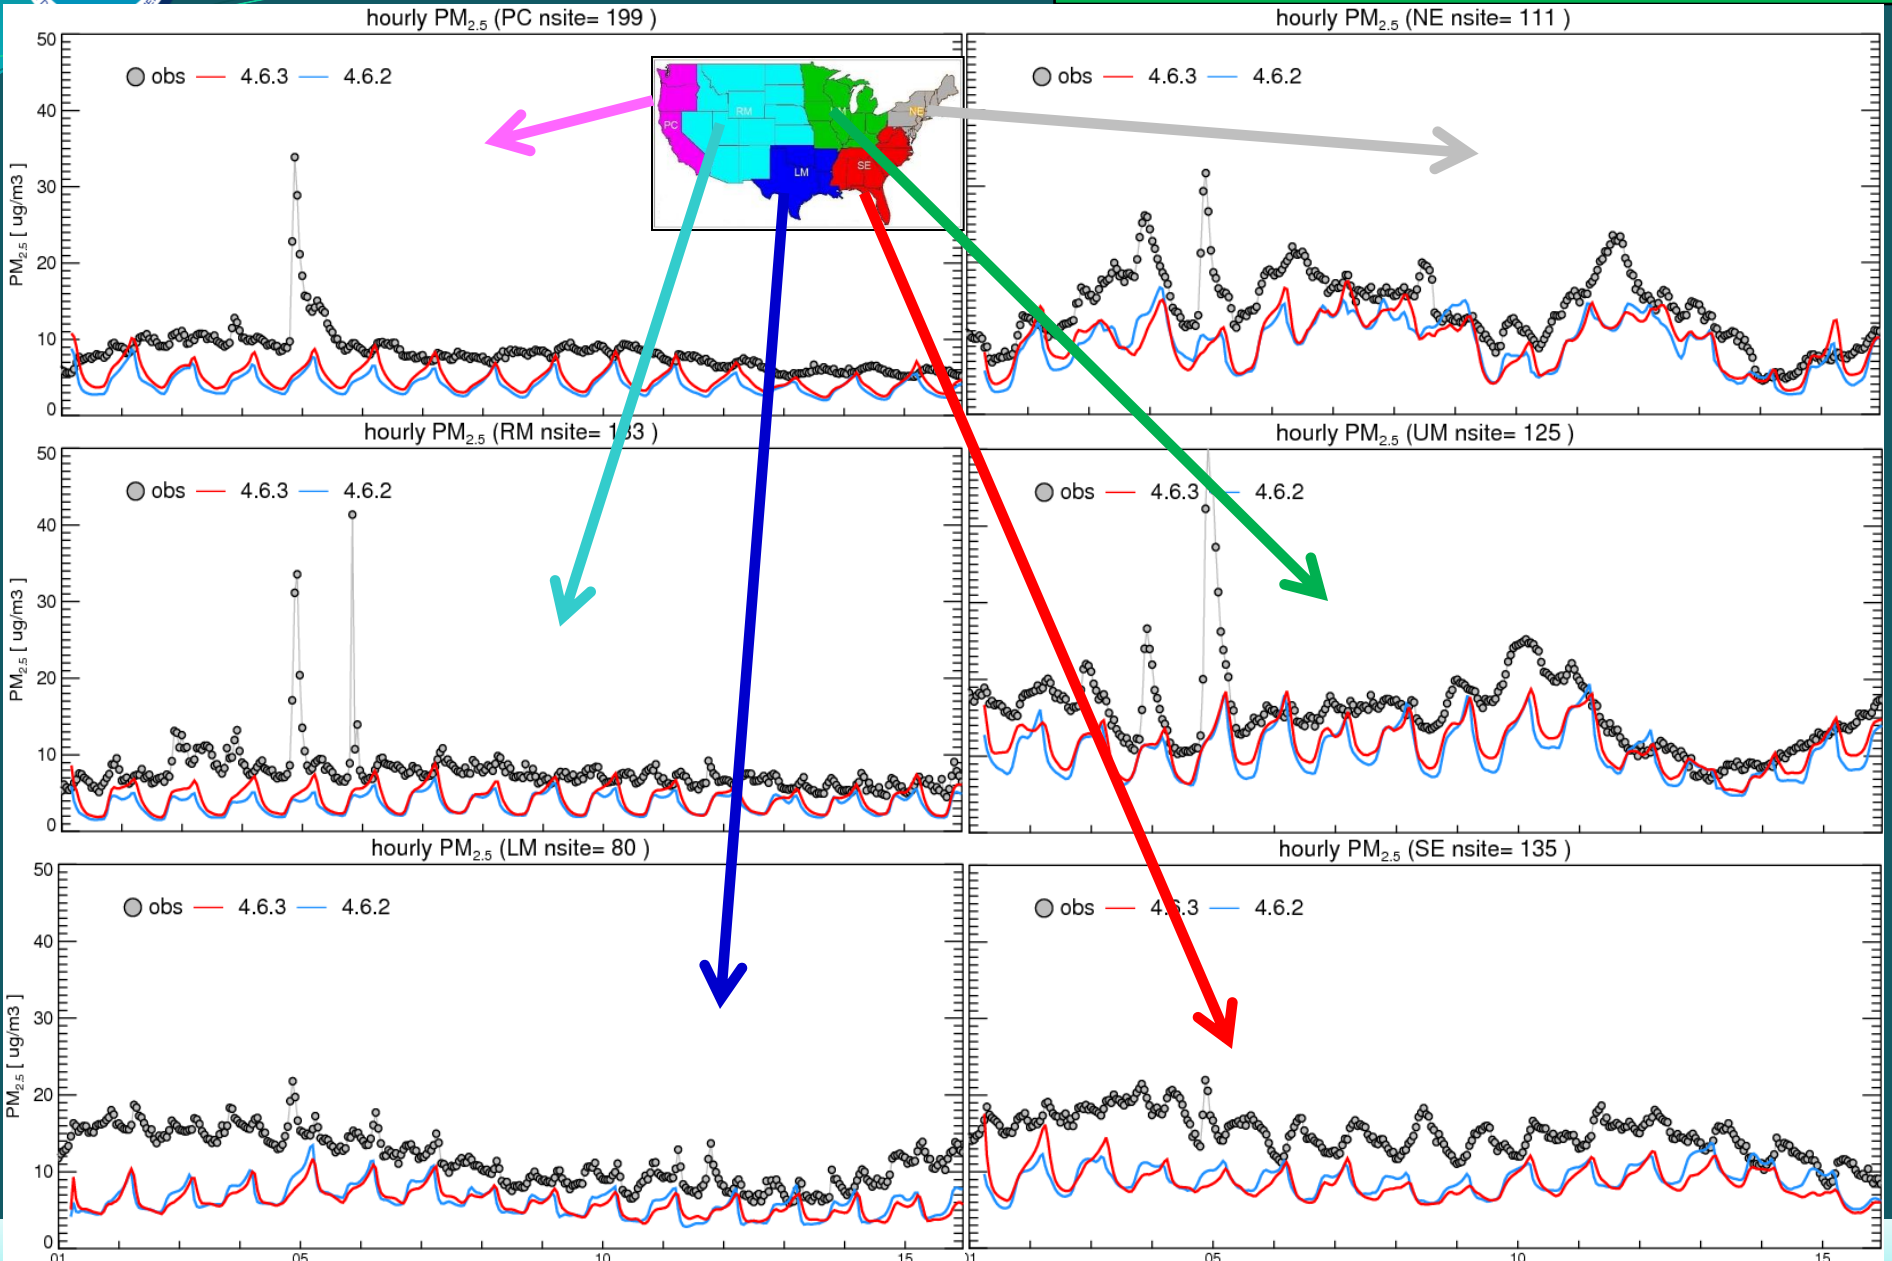 hourly PM2.5 (PC nsite= 199 )
50
40
30
20
10
0
PM2.5 [ ug/m3 ]
obs 4.6.3 4.6.2
PC
RM
LM
SE
NE
hourly PM2.5 (NE nsite= 111 )
obs 4.6.3 4.6.2
hourly PM2.5 (RM nsite= 133 )
50
40
30
20
10
0
PM2.5 [ ug/m3 ]
obs 4.6.3 4.6.2
hourly PM2.5 (UM nsite= 125 )
obs 4.6.3 4.6.2
hourly PM2.5 (LM nsite= 80 )
50
40
30
20
10
0
PM2.5 [ ug/m3 ]
obs 4.6.3 4.6.2
01 05 10 15
hourly PM2.5 (SE nsite= 135 )
obs 4.6.3 4.6.2
01 05 10 15